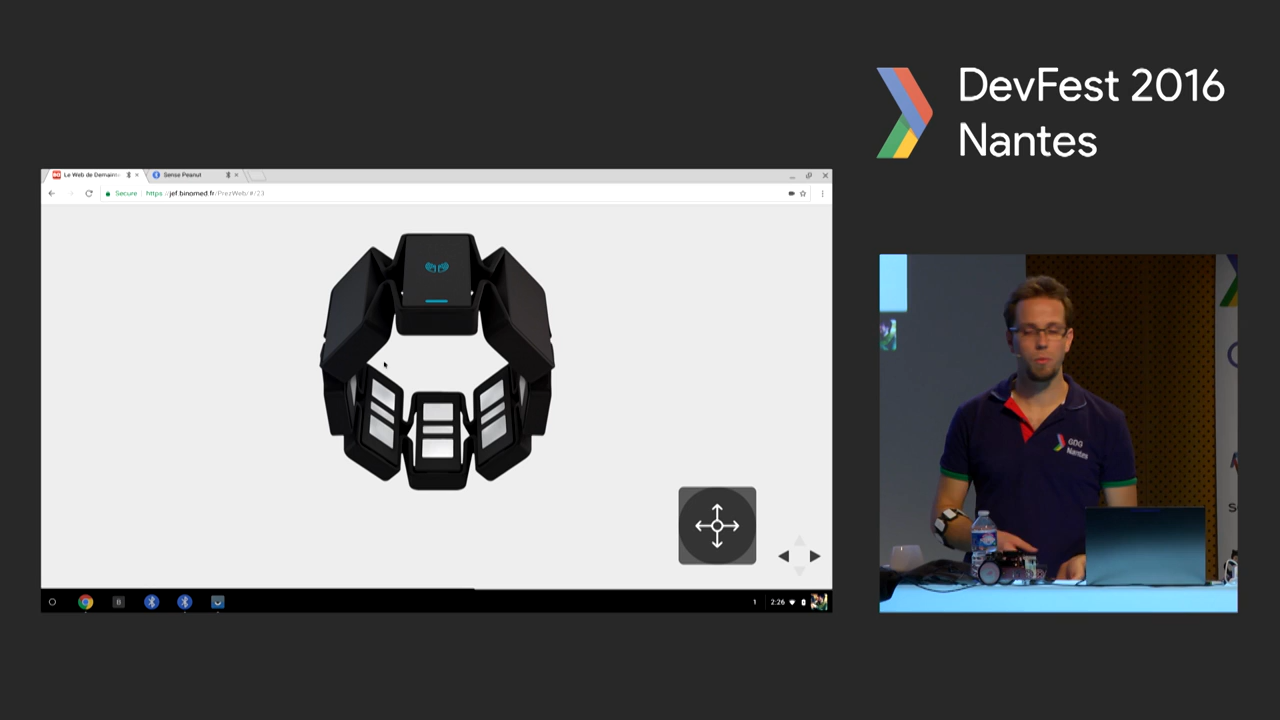 DevFest 2016
Nantes
Le Web de Demain
Sense Peanut
Secure
https://jef.binomed.fr/PrezWeb/#/23
GDG
Nantes
1
2:26